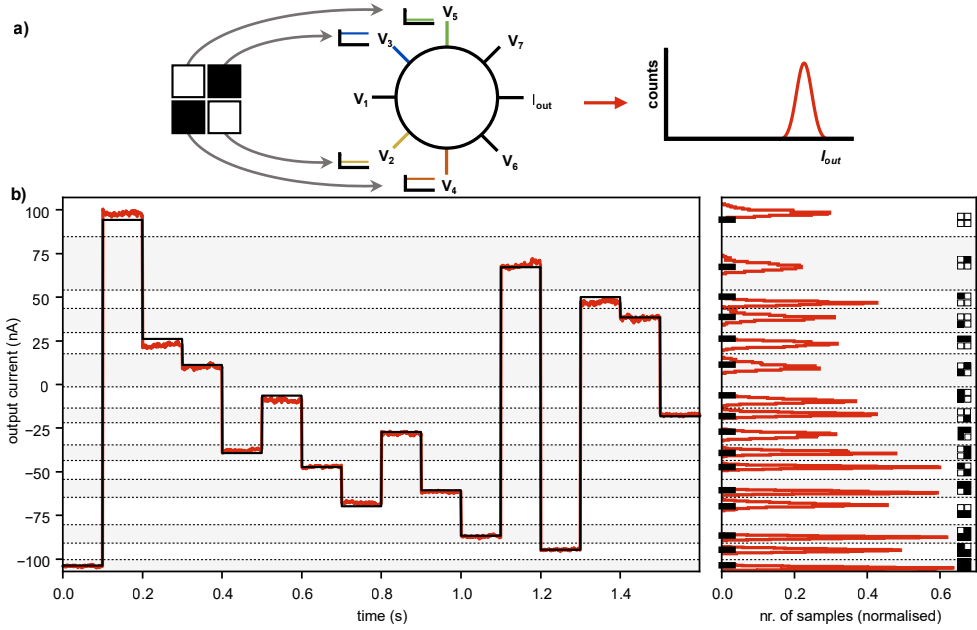 a)
V5
V3
V7
V1
Iout
V2
V6
V4
counts
Iout
b)
output current (nA)
100
75
50
25
0
−25
−50
−75
−100
0.0 0.2 0.4 0.6 0.8 1.0 1.2 1.4
time (s)
0.0 0.2 0.4 0.6
nr. of samples (normalised)